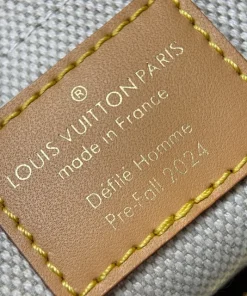 ®
LOUIS VUITTON PARIS
made in France
Défilé Homme
Pre-Fall 2024